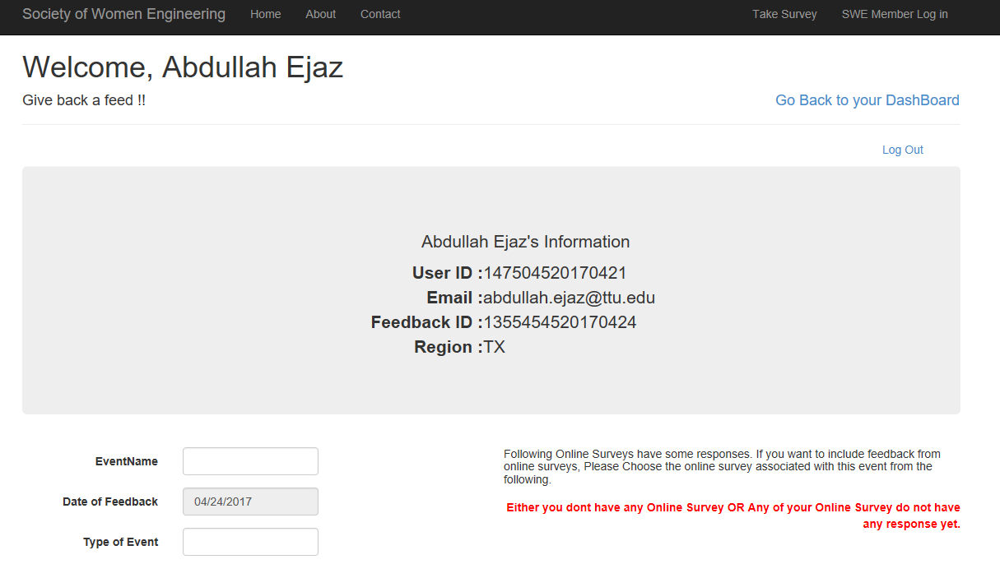 Society of Women Engineering Home About Contact Take Survey SWE Member Log in
Welcome, Abdullah Ejaz
Give back a feed !! Go Back to your DashBoard
Log Out
Abdullah Ejaz's Information
User ID :147504520170421
Email :abdullah.ejaz@ttu.edu
Feedback ID :1355454520170424
Region :TX
EventName
Date of Feedback 04/24/2017
Type of Event
Following Online Surveys have some responses. If you want to include feedback from
online surveys, Please Choose the online survey associated with this event from the
following.
Either you dont have any Online Survey OR Any of your Online Survey do not have
any response yet.